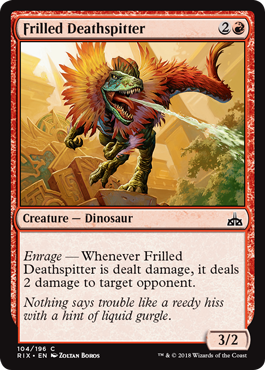 Frilled Deathspitter 2
Creature — Dinosaur
Enrage — Whenever Frilled
Deathspitter is dealt damage, it deals
2 damage to target opponent.
Nothing says trouble like a reedy hiss
with a hint of liquid gurgle.
3/2
104/196 C
RIX • EN ZOLTAN BOROS
™ & © 2018 Wizards of the Coast